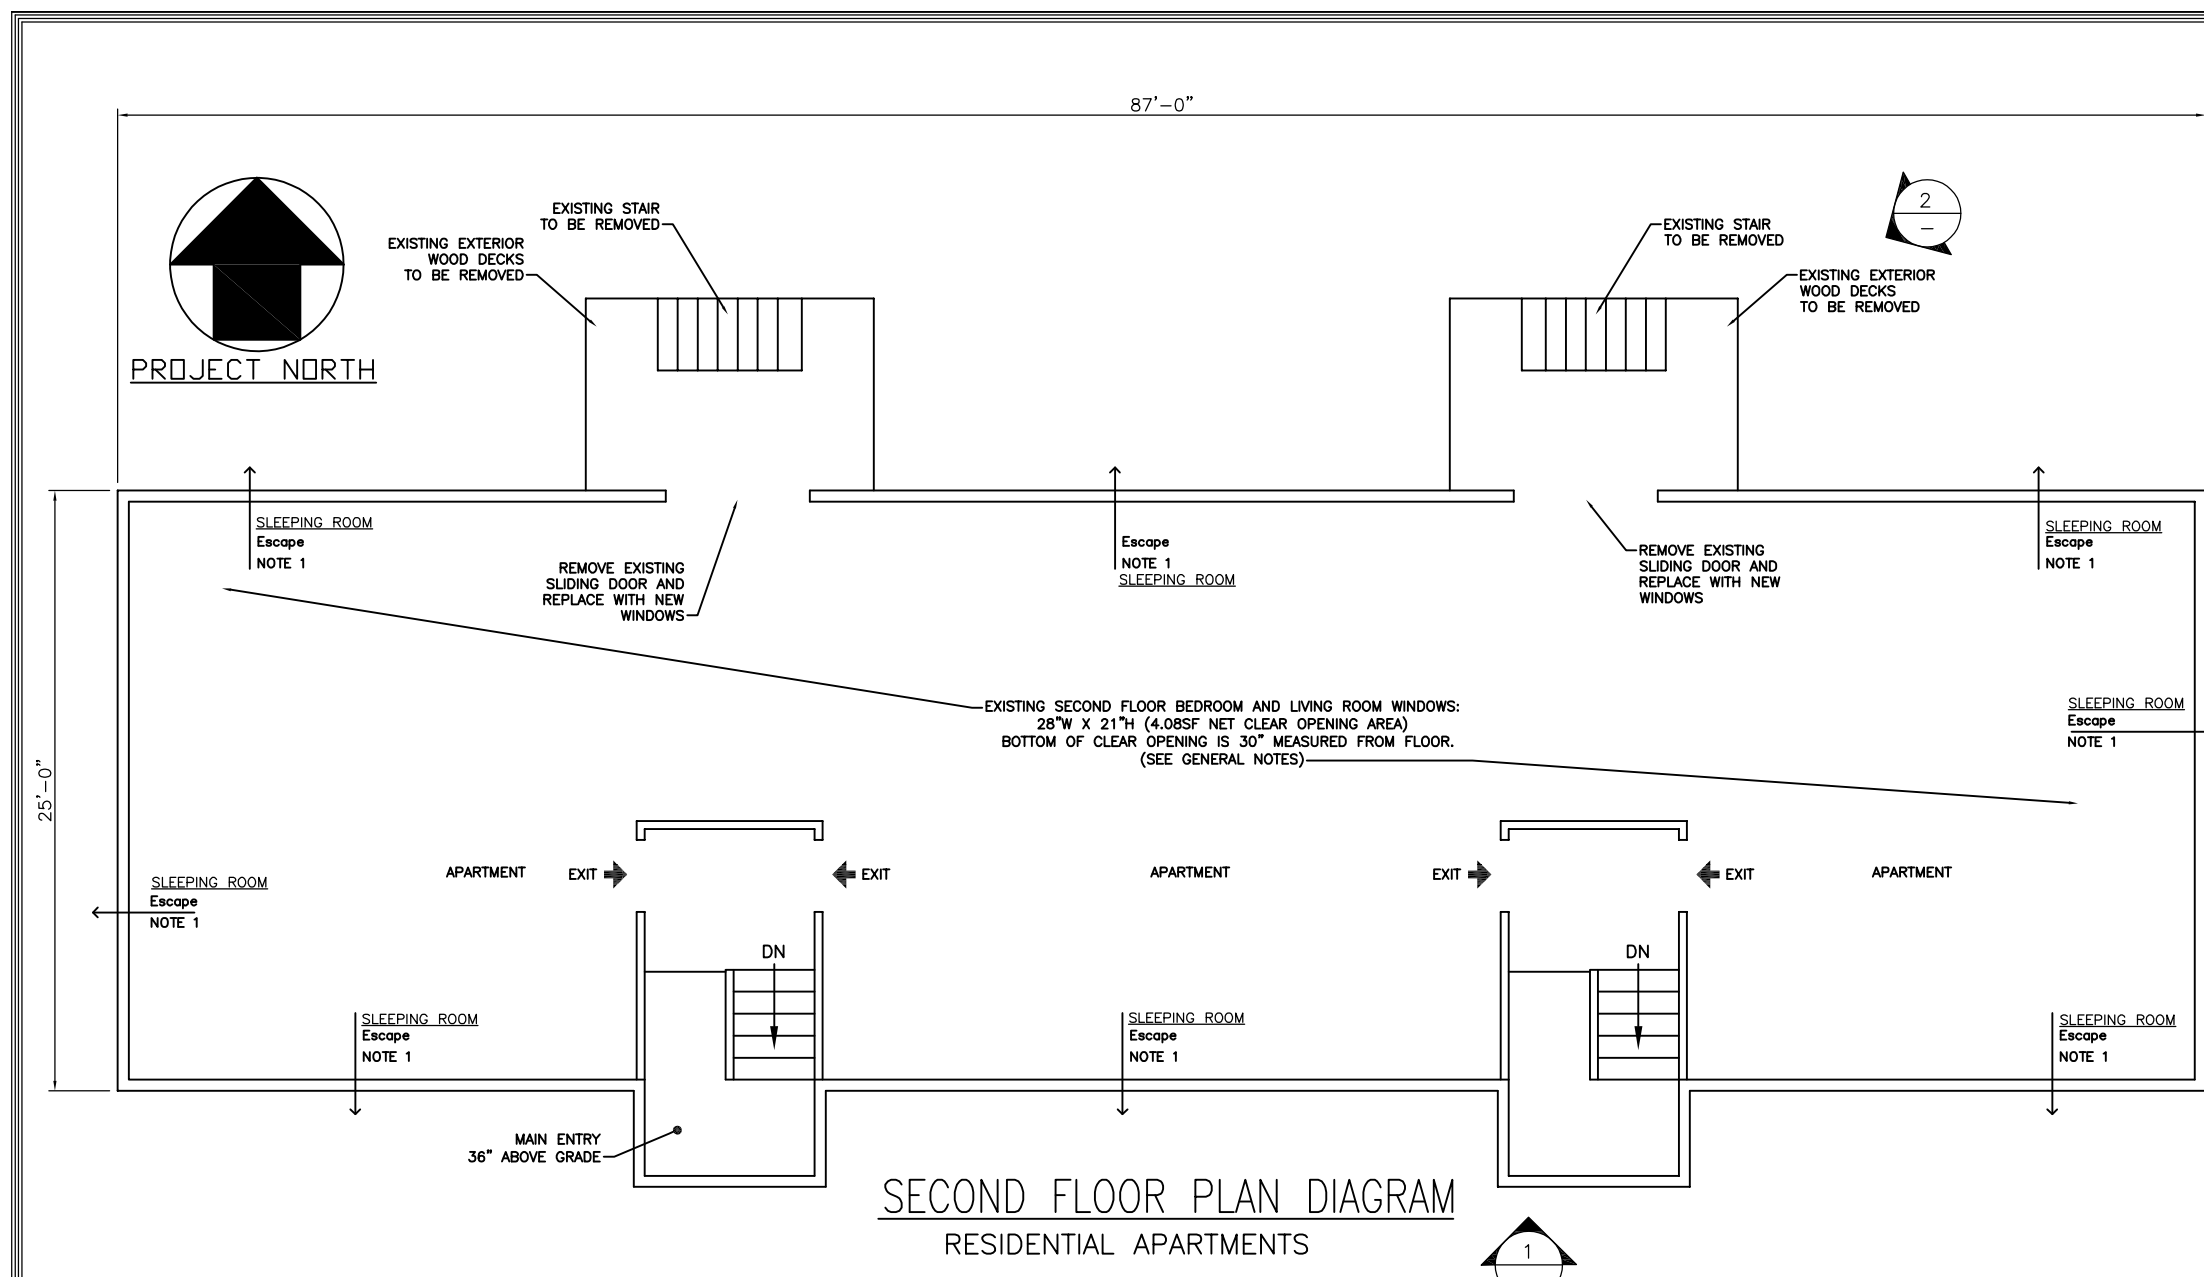 87'-0"
EXISTING STAIR
TO BE REMOVED
EXISTING EXTERIOR
WOOD DECKS
TO BE REMOVED
EXISTING STAIR
TO BE REMOVED
2
-
EXISTING EXTERIOR
WOOD DECKS
TO BE REMOVED
PROJECT NORTH
SLEEPING ROOM
Escape
NOTE 1
REMOVE EXISTING
SLIDING DOOR AND
REPLACE WITH NEW
WINDOWS
Escape
NOTE 1
SLEEPING ROOM
REMOVE EXISTING
SLIDING DOOR AND
REPLACE WITH NEW
WINDOWS
SLEEPING ROOM
Escape
NOTE 1
EXISTING SECOND FLOOR BEDROOM AND LIVING ROOM WINDOWS:
28"W X 21"H (4.08SF NET CLEAR OPENING AREA)
BOTTOM OF CLEAR OPENING IS 30" MEASURED FROM FLOOR.
(SEE GENERAL NOTES)
SLEEPING ROOM
Escape
NOTE 1
25'-0"
SLEEPING ROOM
Escape
NOTE 1
APARTMENT
EXIT
EXIT
APARTMENT
EXIT
EXIT
APARTMENT
DN
DN
SLEEPING ROOM
Escape
NOTE 1
SLEEPING ROOM
Escape
NOTE 1
SLEEPING ROOM
Escape
NOTE 1
MAIN ENTRY
36" ABOVE GRADE
SECOND FLOOR PLAN DIAGRAM
RESIDENTIAL APARTMENTS
1